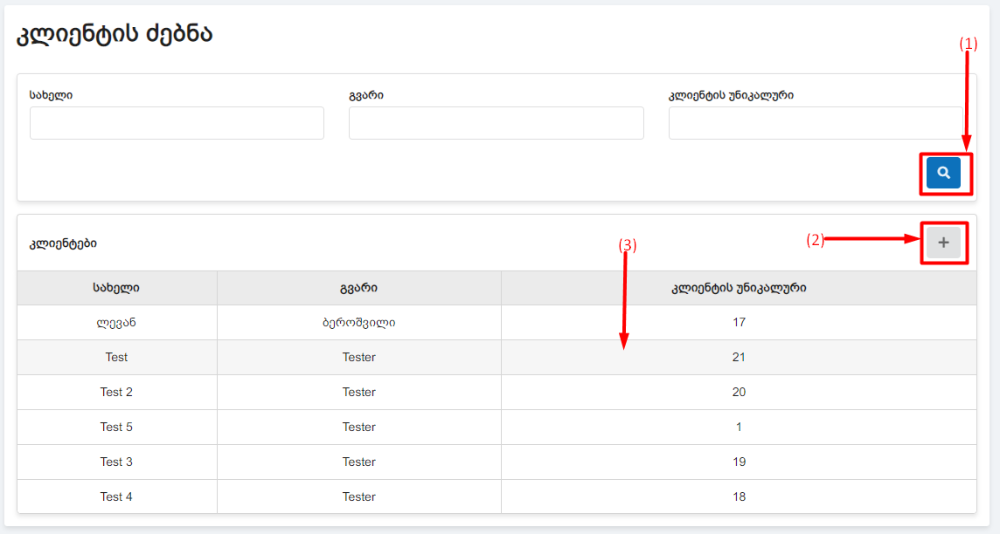 კლიენტის ძებნა
(1)
სახელი გვარი კლიენტის უნიკალური
კლიენტები
(2)
(3)
სახელი გვარი კლიენტის უნიკალური
ლევან ბეროშვილი 17
Test Tester 21
Test 2 Tester 20
Test 5 Tester 1
Test 3 Tester 19
Test 4 Tester 18